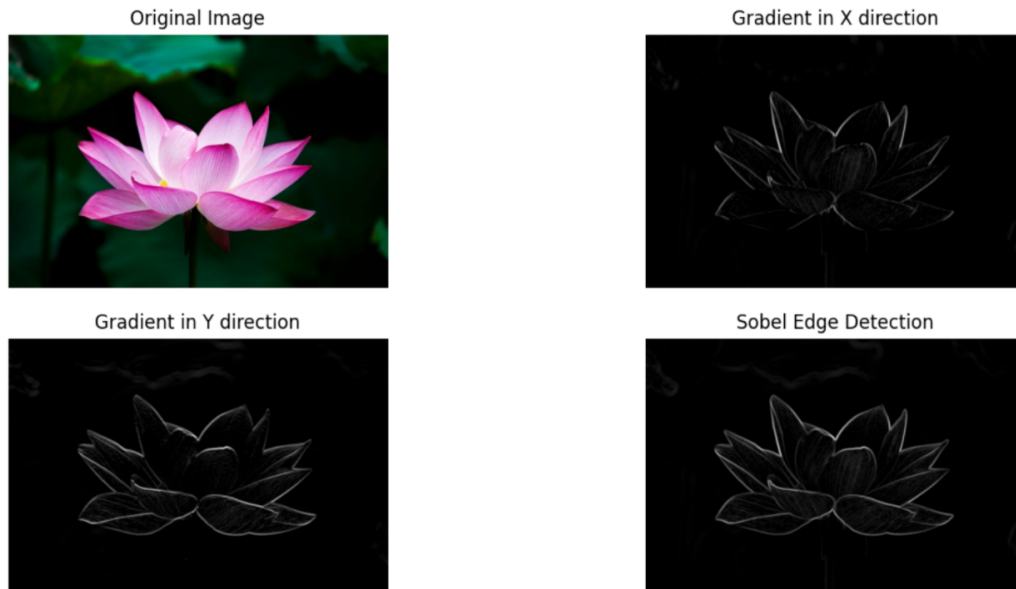 Original Image
Gradient in X direction
Gradient in Y direction
Sobel Edge Detection